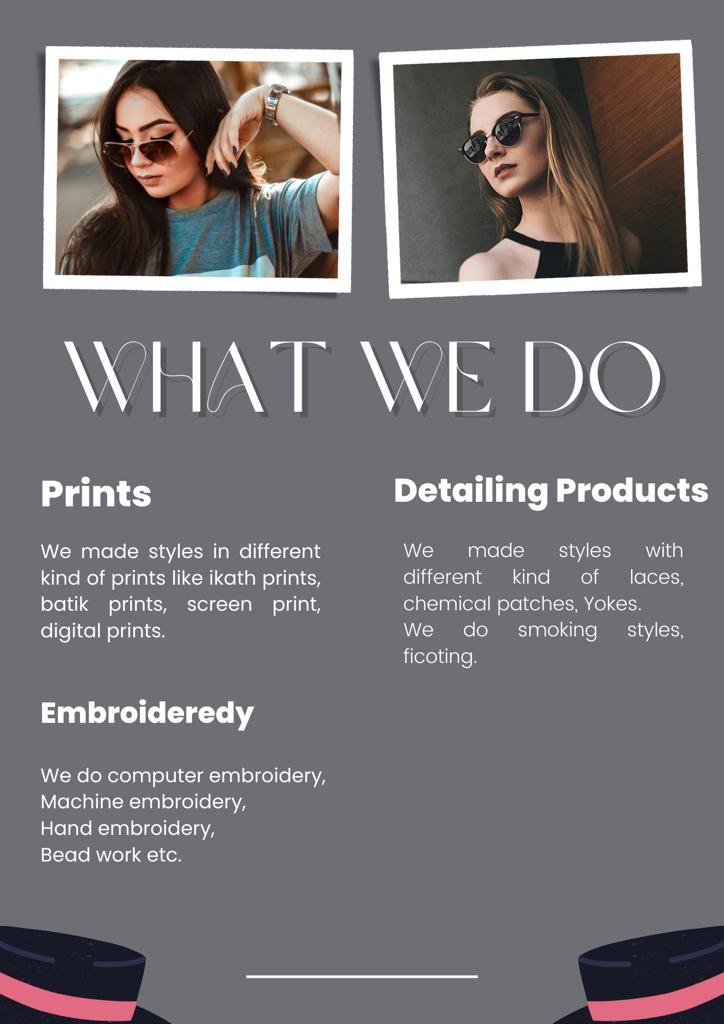 WHAT WE DO
Prints
We made styles in different
kind of prints like ikath prints,
batik prints, screen print,
digital prints.
Detailing Products
We made styles with
different kind of laces,
chemical patches, Yokes.
We do smoking styles,
ficoting.
Embroideredy
We do computer embroidery,
Machine embroidery,
Hand embroidery,
Bead work etc.